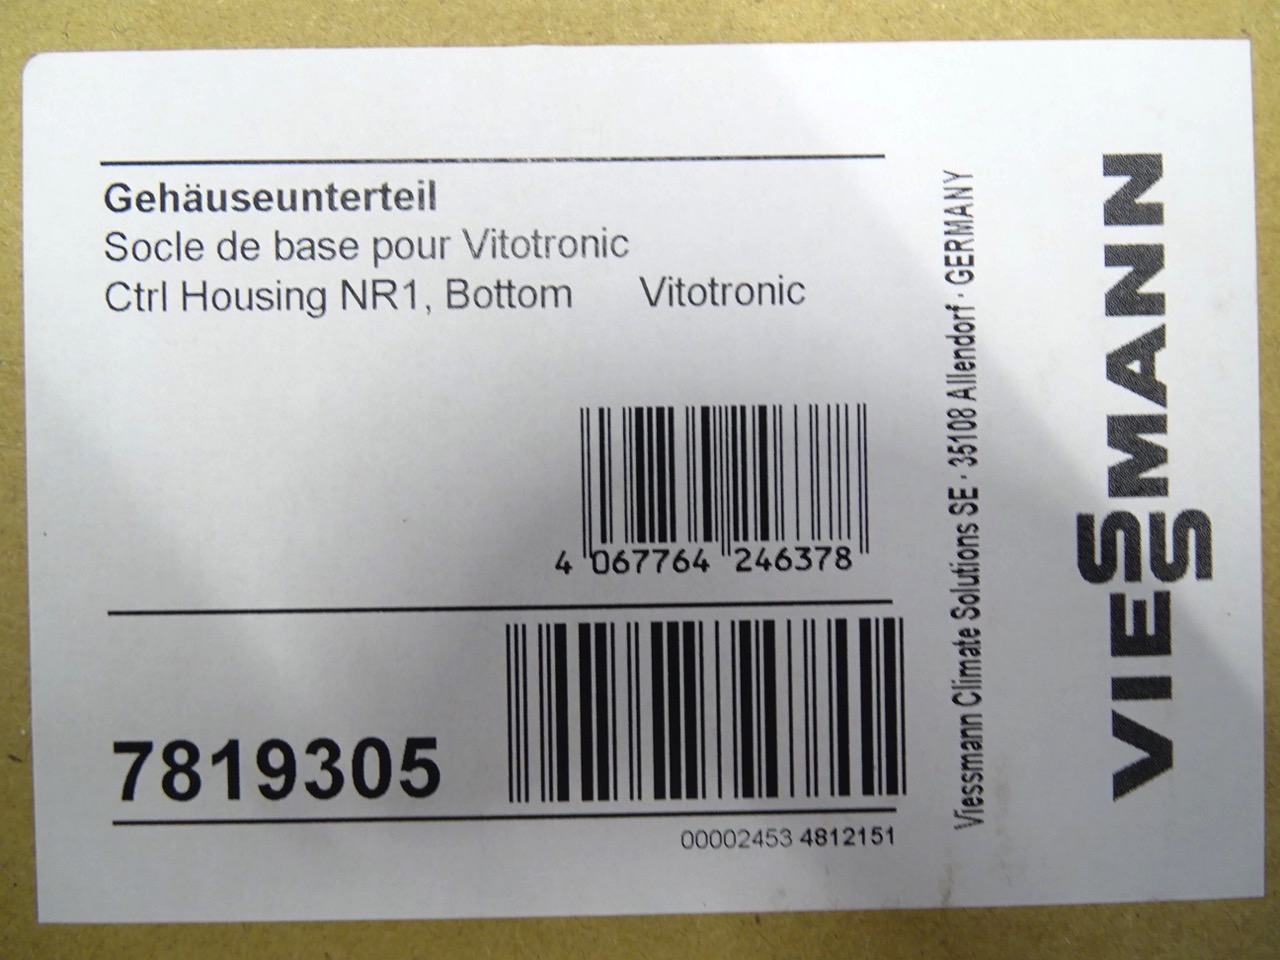 Gehäuseunterteil
Socle de base pour Vitotronic
Ctrl Housing NR1, Bottom Vitotronic
4 067764 246378
7819305
00002453 4812151
Viessmann Climate Solutions SE · 35108 Allendorf · GERMANY
VIESSMANN